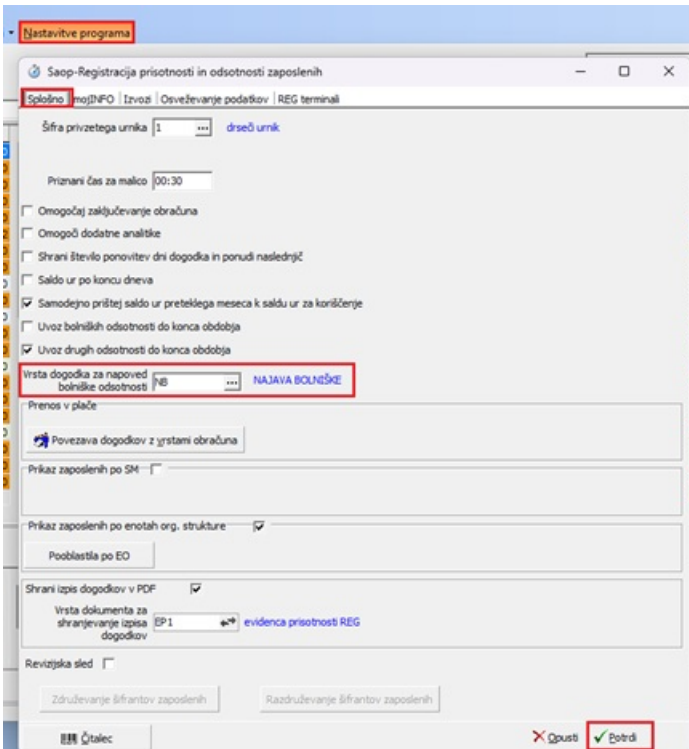 Nastavitve programa
Saop-Registracija prisotnosti in odsotnosti zaposlenih
Splošno mojINFO Izvozi Osveževanje podatkov REG terminali
Šifra privzetega urnika 1 ... drseči urnik
Priznani čas za malico 00:30
Omogočaj zaključevanje obračuna
Omogoči dodatne analitike
Shrani število ponovitev dni dogodka in ponudi naslednjič
Saldo ur po koncu dneva
Samodejno prištej saldo ur preteklega meseca k saldu ur za koriščenje
Uvoz bolniških odsotnosti do konca obdobja
Uvoz drugih odsotnosti do konca obdobja
Vrsta dogodka za napoved
bolniške odsotnosti NB ... NAJAVA BOLNIŠKE
Prenos v plače
Povezava dogodkov z vrstami obračuna
Prikaz zaposlenih po SM
Prikaz zaposlenih po enotah org. strukture
Pooblastila po EO
Shrani izpis dogodkov v PDF
Vrsta dokumenta za
shranjevanje izpisa EP1 evidenca prisotnosti REG
dogodkov
Revizijska sled
Združevanje šifrantov zaposlenih Razdruževanje šifrantov zaposlenih
Čitalec Opusti Potrdi